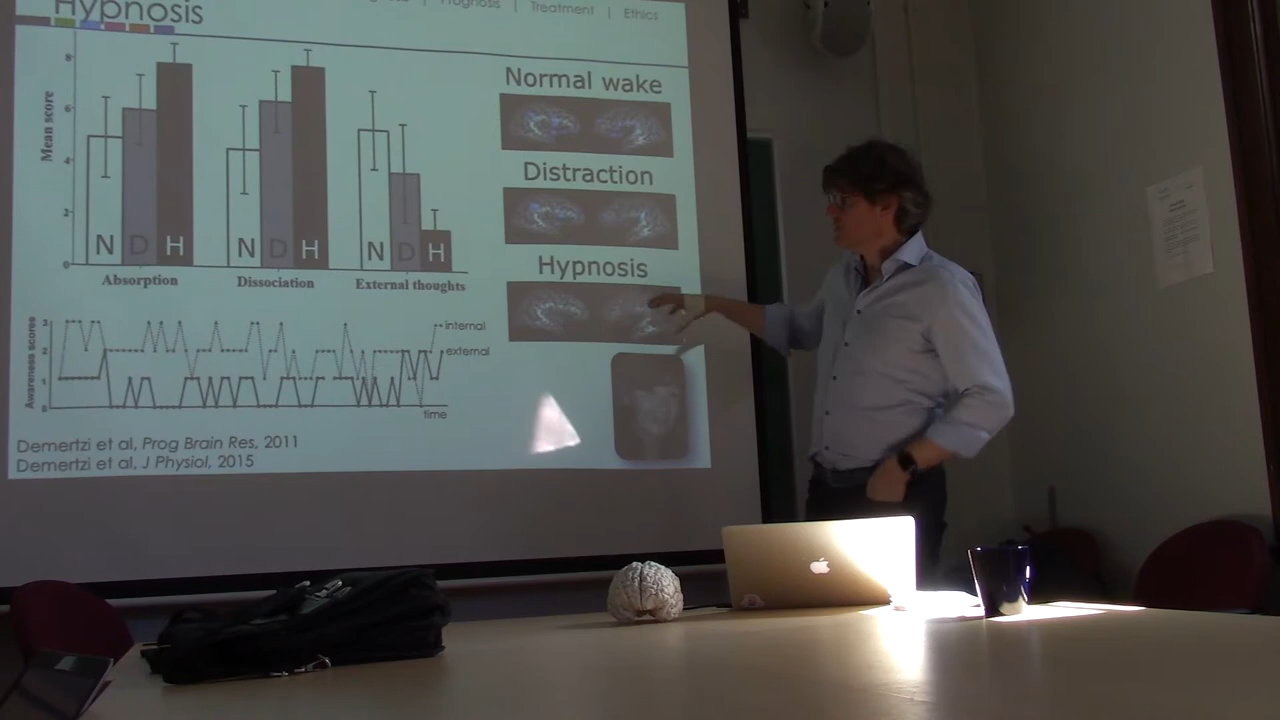 Hypnosis
Prognosis | Treatment | Ethics
Mean score
8
6
4
2
0
N D H
N D H
N D H
Absorption
Dissociation
External thoughts
Normal wake
Distraction
Hypnosis
Awareness scores
3
2
1
0
internal
external
time
Demertzi et al, Prog Brain Res, 2011
Demertzi et al, J Physiol, 2015